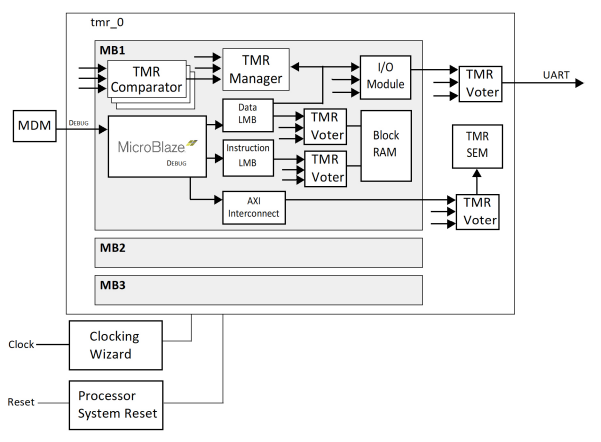 tmr_0
MB1
TMR
Comparator
TMR
Manager
I/O
Module
TMR
Voter
UART
MDM
DEBUG
MicroBlaze
DEBUG
Data
LMB
TMR
Voter
Block
RAM
Instruction
LMB
TMR
Voter
TMR
SEM
AXI
Interconnect
TMR
Voter
MB2
MB3
Clock
Clocking
Wizard
Reset
Processor
System Reset